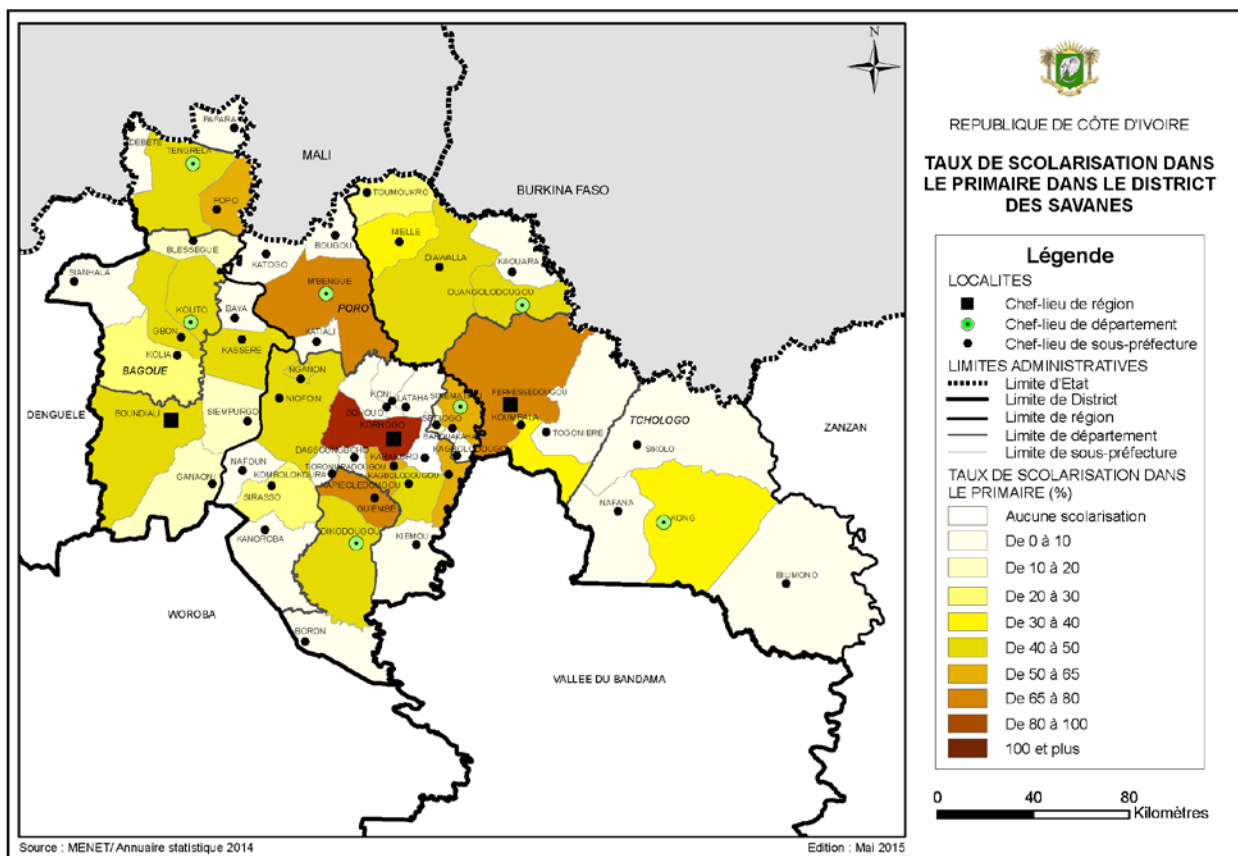 N
PAPARA
DEBETE
TENGRELA
MALI
POPO
TOUMOUKRO
BURKINA FASO
NIELLE
BLESSEGUE
BOUGOU
KATOGO
DIAWALLA
KAOUARA
SIANHALA
M'BENGUE
OUANGOLODOUGOU
KOUTO
BAYA
PORO
GBON
KATIALI
KASSERE
KOLIA
BAGOUE
NGANON
FERKESSEDOUGOU
DENGUELE
BOUNDIALI
SIEMPURGO
NIOFOIN
KONI
LATAHA
KORHOGO
KOUMBALA
TCHOLOGO
ZANZAN
TOGONIERE
SIKOLO
DASSOUNGBOHO
NAFOUN
KOMBOLOKOURA
GANAONI
SIRASSO
GUIEMBE
NAFANA
KONG
KANOROBA
DIKODOUGOU
KIEMOU
BILIMONO
WOROBA
BORON
VALLEE DU BANDAMA
Source : MENET/ Annuaire statistique 2014
Edition : Mai 2015
REPUBLIQUE DE CÔTE D'IVOIRE
TAUX DE SCOLARISATION DANS
LE PRIMAIRE DANS LE DISTRICT
DES SAVANES
Légende
LOCALITES
Chef-lieu de région
Chef-lieu de département
Chef-lieu de sous-préfecture
LIMITES ADMINISTRATIVES
Limite d'Etat
Limite de District
Limite de région
Limite de département
Limite de sous-préfecture
TAUX DE SCOLARISATION DANS
LE PRIMAIRE (%)
Aucune scolarisation
De 0 à 10
De 10 à 20
De 20 à 30
De 30 à 40
De 40 à 50
De 50 à 65
De 65 à 80
De 80 à 100
100 et plus
0 40 80
Kilomètres